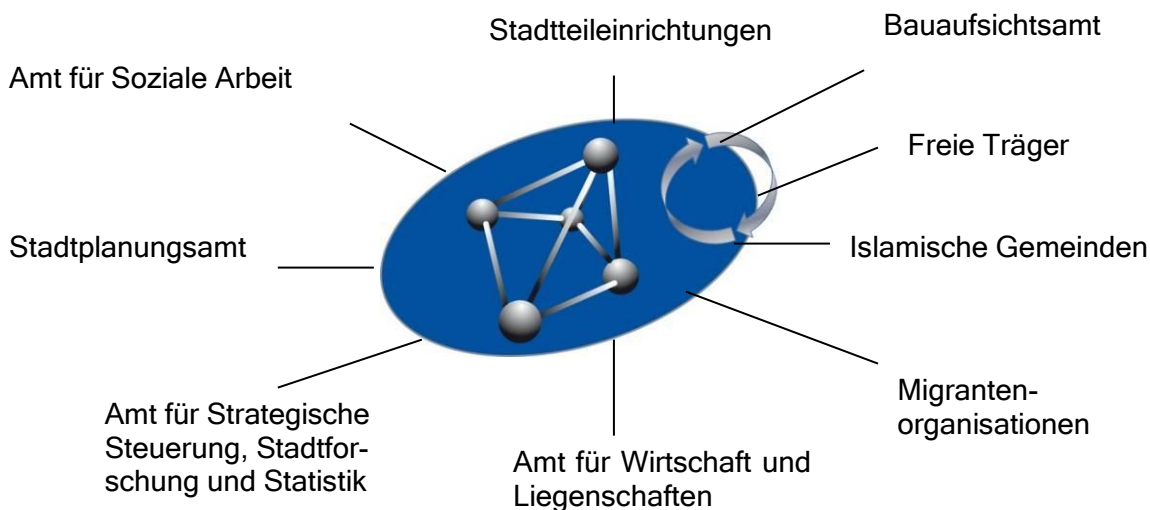 Stadtteileinrichtungen
Bauaufsichtsamt
Amt für Soziale Arbeit
Freie Träger
Stadtplanungsamt
Islamische Gemeinden
Amt für Strategische
Steuerung, Stadtfor-
schung und Statistik
Amt für Wirtschaft und
Liegenschaften
Migranten-
organisationen